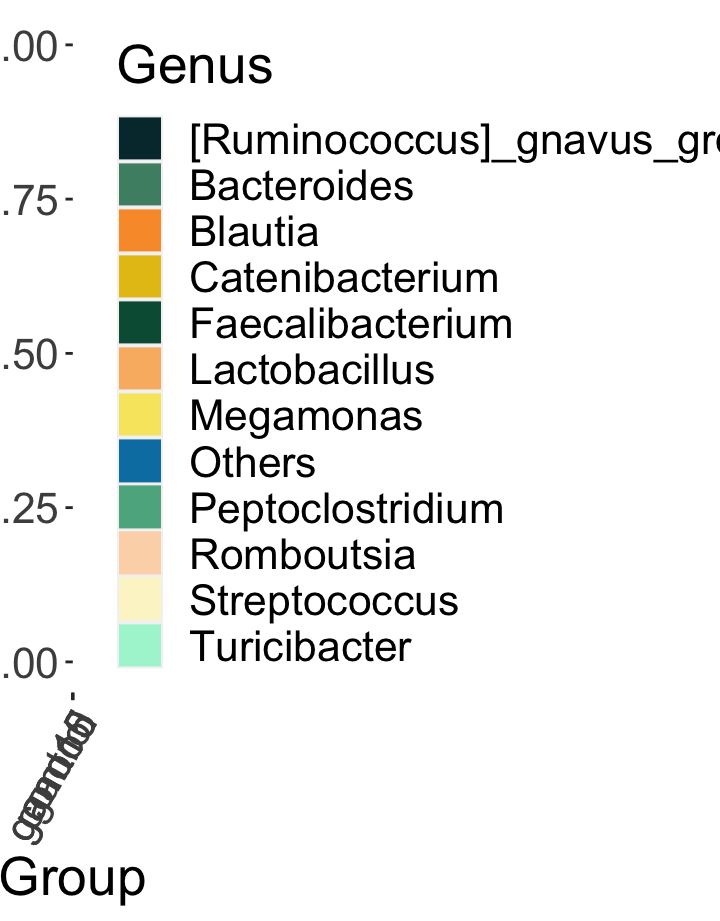 Genus
[Ruminococcus]_gnavus_gr
Bacteroides
Blautia
Catenibacterium
Faecalibacterium
Lactobacillus
Megamonas
Others
Peptoclostridium
Romboutsia
Streptococcus
Turicibacter
.00
.75
.50
.25
.00
Group